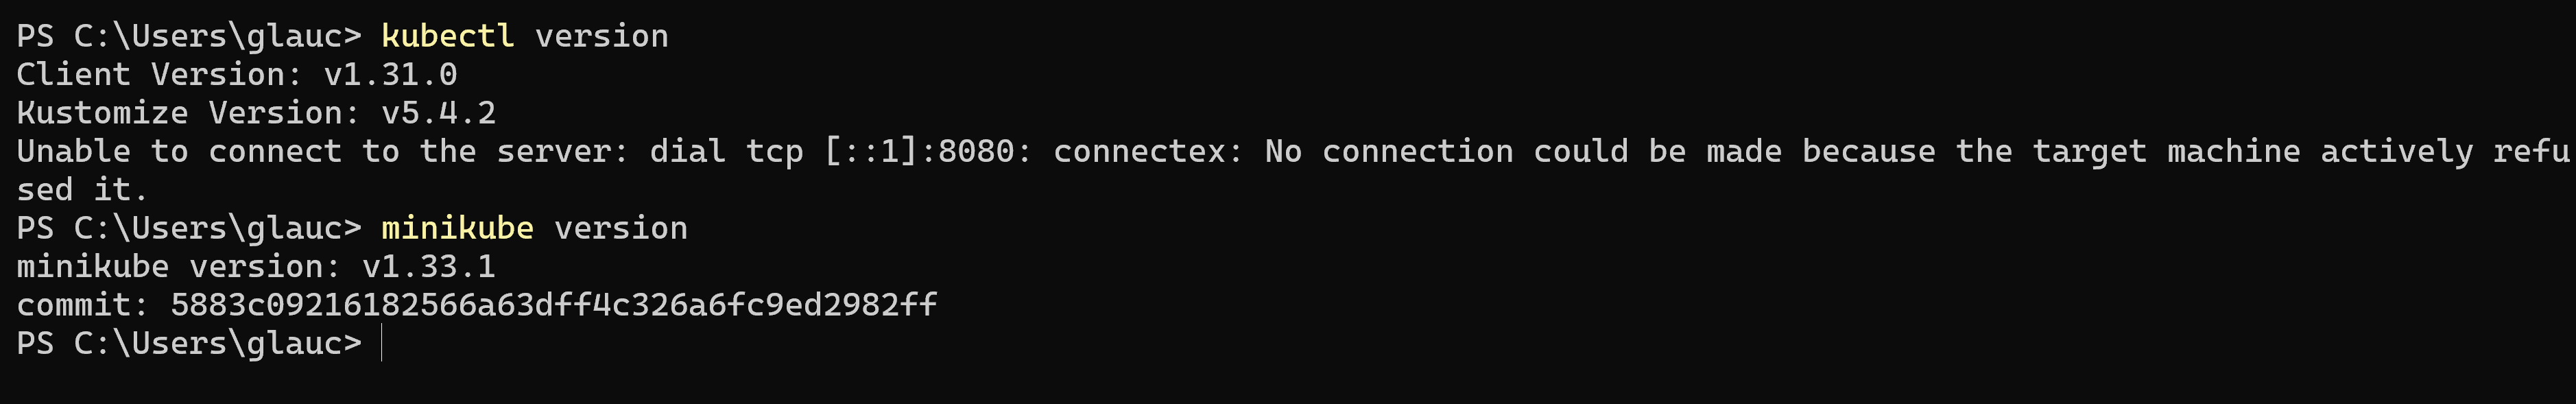 PS C:\Users\glauc> kubectl version
Client Version: v1.31.0
Kustomize Version: v5.4.2
Unable to connect to the server: dial tcp [::1]:8080: connectex: No connection could be made because the target machine actively refu
sed it.
PS C:\Users\glauc> minikube version
minikube version: v1.33.1
commit: 5883c09216182566a63dff4c326a6fc9ed2982ff
PS C:\Users\glauc>